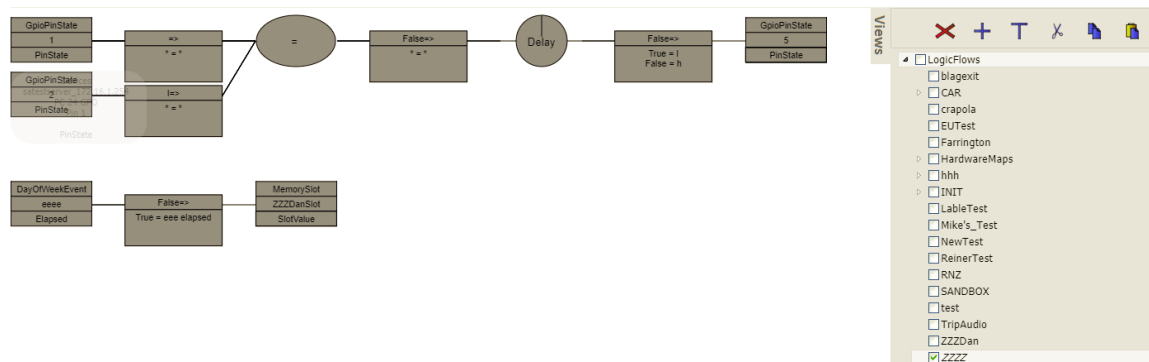 GpioPinState
1
PinState
=>
* = *
=
False=>
* = *
Delay
False=>
True = l
False = h
GpioPinState
5
PinState
GpioPinState
2
PinState
l=>
* = *
PinState
DayOfWeekEvent
eeee
Elapsed
False=>
True = eee elapsed
MemorySlot
ZZZDanSlot
SlotValue
Views
LogicFlows
blagexit
CAR
crapola
EUTest
Farrington
HardwareMaps
hhh
INIT
LableTest
Mike's_Test
NewTest
ReinerTest
RNZ
SANDBOX
test
TripAudio
ZZZDan
ZZZZ